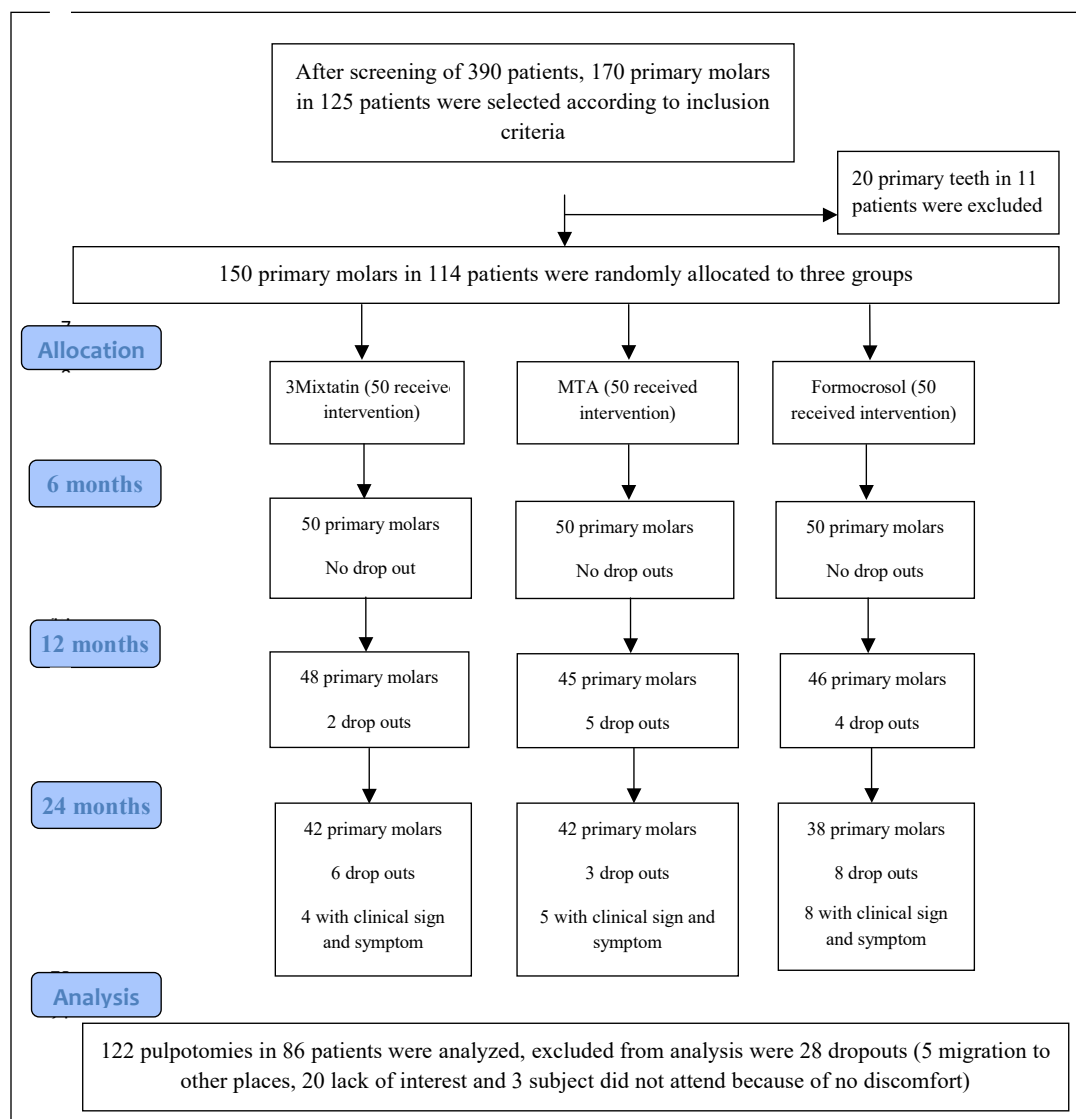 After screening of 390 patients, 170 primary molars
in 125 patients were selected according to inclusion
criteria
20 primary teeth in 11
patients were excluded
150 primary molars in 114 patients were randomly allocated to three groups
Allocation
3Mixtatin (50 receive
intervention)
MTA (50 received
intervention)
Formocrosol (50
received intervention)
6 months
50 primary molars
No drop out
50 primary molars
No drop outs
50 primary molars
No drop outs
12 months
48 primary molars
2 drop outs
45 primary molars
5 drop outs
46 primary molars
4 drop outs
24 months
42 primary molars
6 drop outs
4 with clinical sign
and symptom
42 primary molars
3 drop outs
5 with clinical sign and
symptom
38 primary molars
8 drop outs
8 with clinical sign
and symptom
Analysis
122 pulpotomies in 86 patients were analyzed, excluded from analysis were 28 dropouts (5 migration to
other places, 20 lack of interest and 3 subject did not attend because of no discomfort)